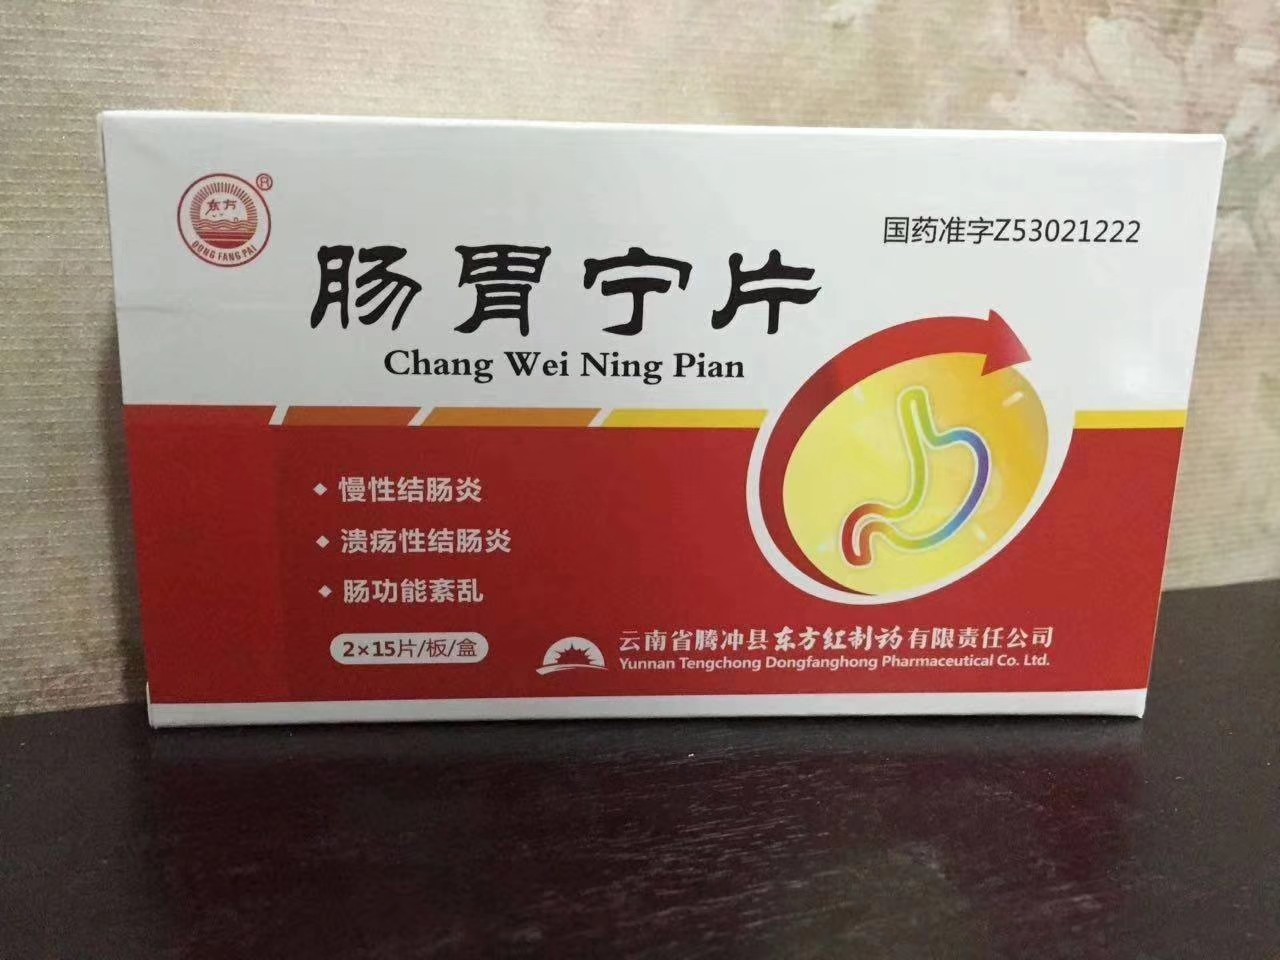 东方
DONG FANG PAI
®
国药准字Z53021222
肠胃宁片
Chang Wei Ning Pian
◆ 慢性结肠炎
◆ 溃疡性结肠炎
◆ 肠功能紊乱
2×15片/板/盒
云南省腾冲县东方红制药有限责任公司
Yunnan Tengchong Dongfanghong Pharmaceutical Co. Ltd.